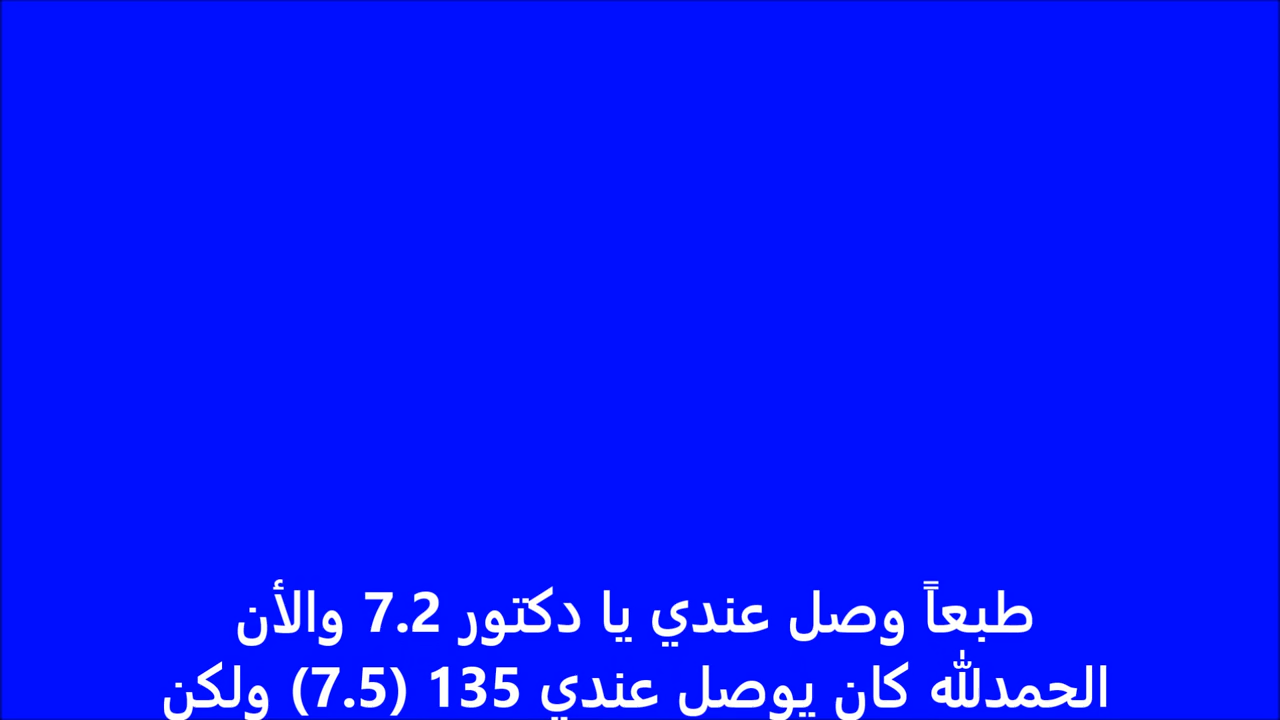 طبعاً وصل عندي يا دكتور 7.2 والأن
الحمدلله كان يوصل عندي 135 (7.5) ولكن